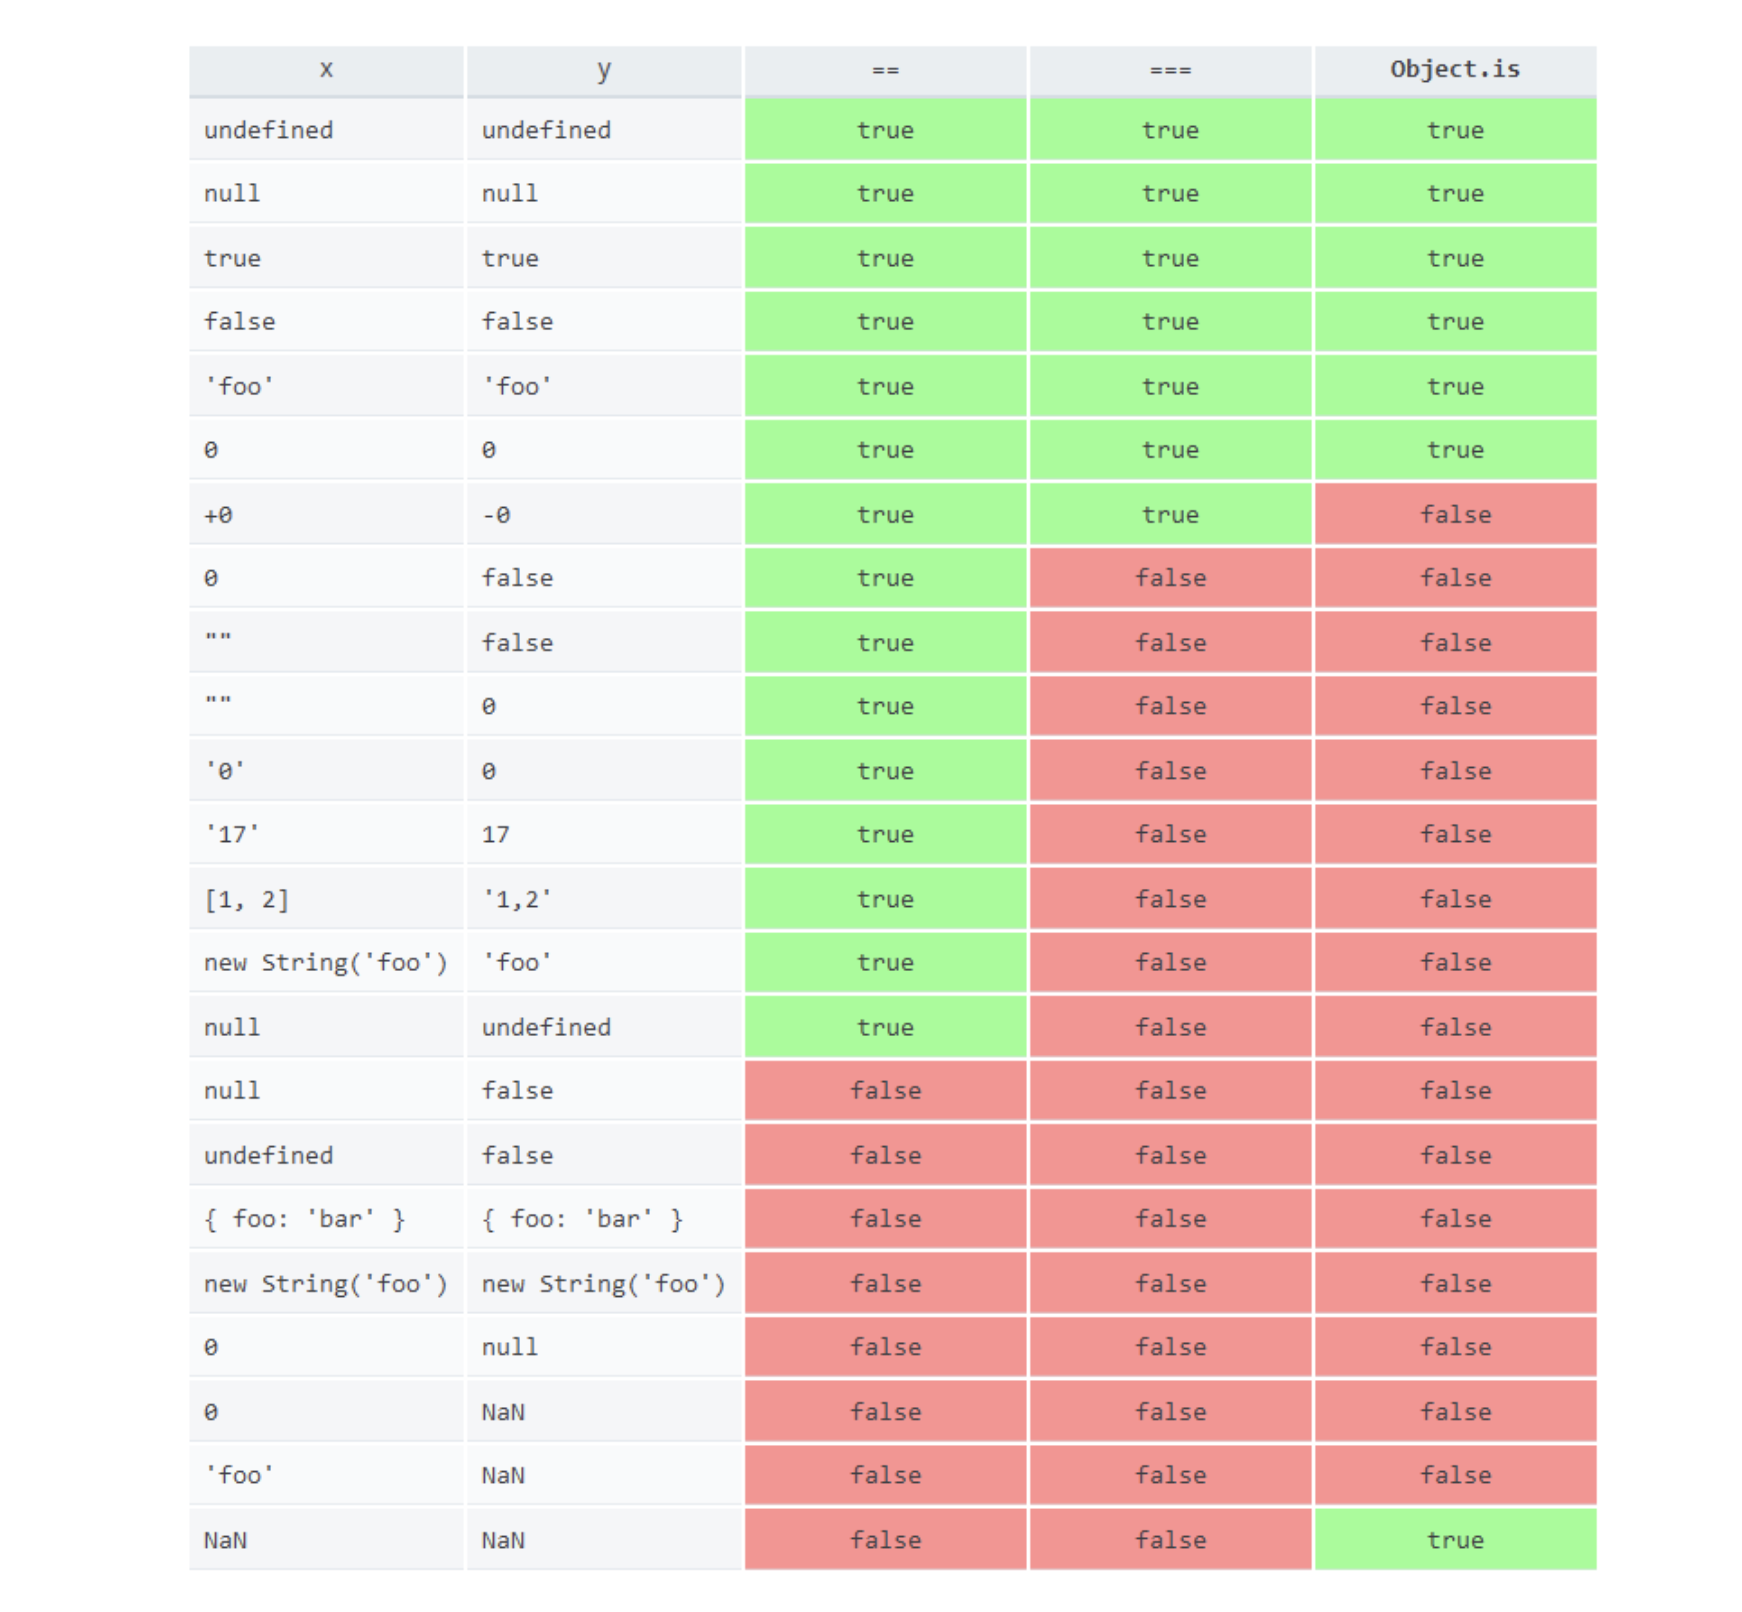 x y == === Object.is
undefined undefined true true true
null null true true true
true true true true true
false false true true true
'foo' 'foo' true true true
0 0 true true true
+0 -0 true true false
0 false true false false
"" false true false false
"" 0 true false false
'0' 0 true false false
'17' 17 true false false
[1, 2] '1,2' true false false
new String('foo') 'foo' true false false
null undefined true false false
null false false false false
undefined false false false false
{ foo: 'bar' } { foo: 'bar' } false false false
new String('foo') new String('foo') false false false
0 null false false false
0 NaN false false false
'foo' NaN false false false
NaN NaN false false true